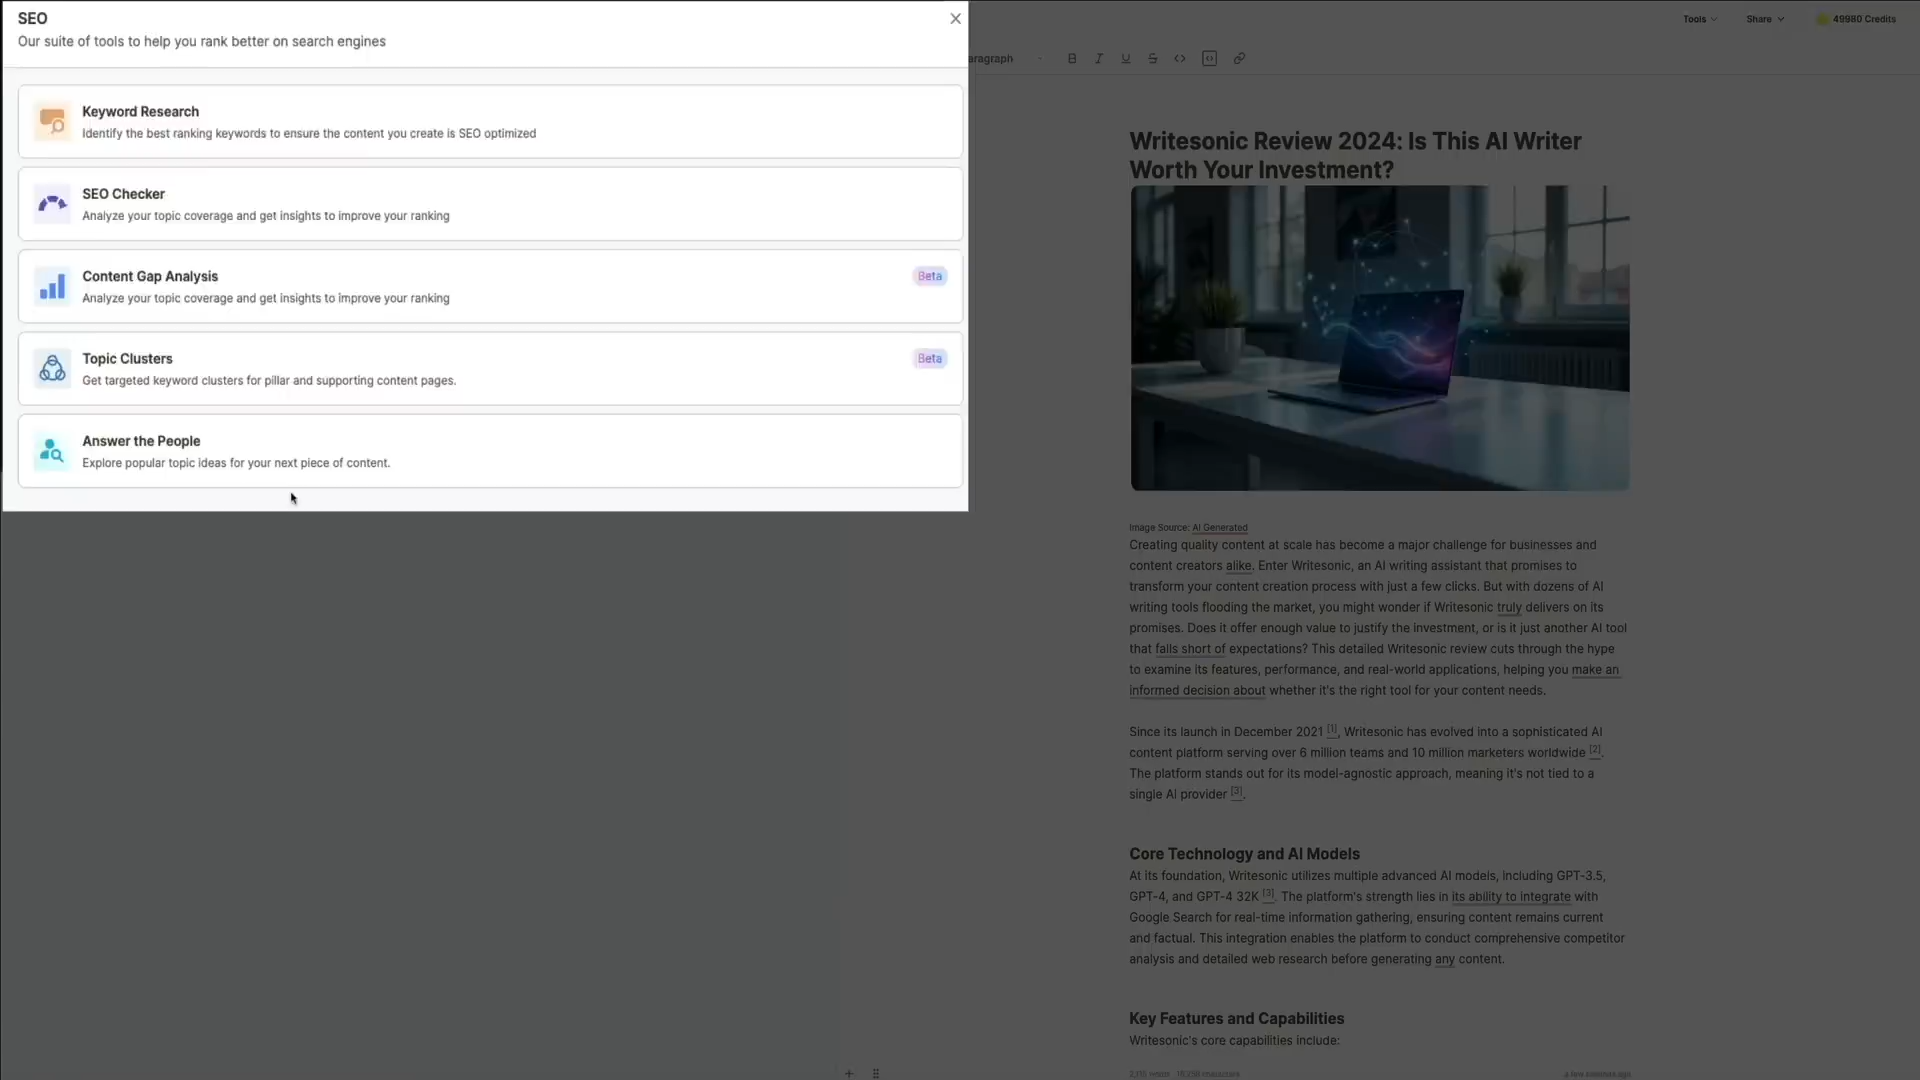 SEO
Our suite of tools to help you rank better on search engines
Keyword Research
Identify the best ranking keywords to ensure the content you create is SEO optimized
SEO Checker
Analyze your topic coverage and get insights to improve your ranking
Content Gap Analysis
Beta
Analyze your topic coverage and get insights to improve your ranking
Topic Clusters
Beta
Get targeted keyword clusters for pillar and supporting content pages.
Answer the People
Explore popular topic ideas for your next piece of content.
Tools
Share
49980 Credits
aragraph
B I U S
Writesonic Review 2024: Is This AI Writer
Worth Your Investment?
Image Source: AI Generated
Creating quality content at scale has become a major challenge for businesses and
content creators alike. Enter Writesonic, an AI writing assistant that promises to
transform your content creation process with just a few clicks. But with dozens of AI
writing tools flooding the market, you might wonder if Writesonic truly delivers on its
promises. Does it offer enough value to justify the investment, or is it just another AI tool
that falls short of expectations? This detailed Writesonic review cuts through the hype
to examine its features, performance, and real-world applications, helping you make an
informed decision about whether it's the right tool for your content needs.
Since its launch in December 2021 [1], Writesonic has evolved into a sophisticated AI
content platform serving over 6 million teams and 10 million marketers worldwide [2].
The platform stands out for its model-agnostic approach, meaning it's not tied to a
single AI provider [3].
Core Technology and AI Models
At its foundation, Writesonic utilizes multiple advanced AI models, including GPT-3.5,
GPT-4, and GPT-4 32K [3]. The platform's strength lies in its ability to integrate with
Google Search for real-time information gathering, ensuring content remains current
and factual. This integration enables the platform to conduct comprehensive competitor
analysis and detailed web research before generating any content.
Key Features and Capabilities
Writesonic's core capabilities include: